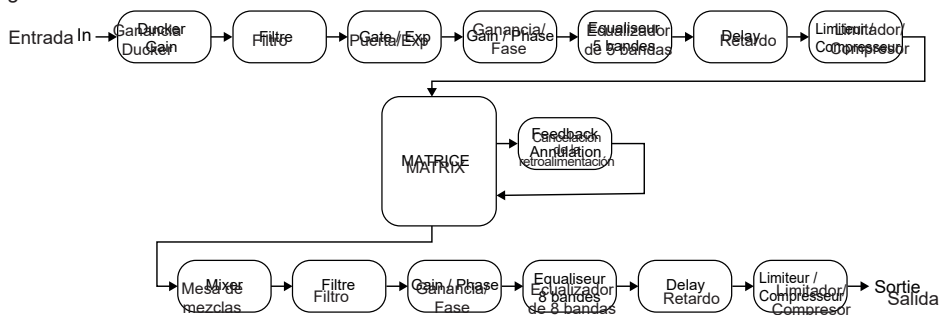 Entrada In
Ducker
Gain
Ganancia
Ducker
Filtre
Filtro
Gate / Exp
Puerta/Exp
Gain / Phase
Ganancia/
Fase
Equaliseur
5 bandes
Ecualizador
de 5 bandas
Delay
Retardo
Limiteur /
Compresseur
Limitador/
Compresor
MATRICE
MATRIX
Feedback
Annulation
Cancelación
de la
retroalimentación
Mixer
Mesa de
mezclas
Filtre
Filtro
Gain / Phase
Ganancia/
Fase
Equaliseur
8 bandes
Ecualizador
de 8 bandas
Delay
Retardo
Limiteur /
Compresseur
Limitador/
Compresor
Sortie
Salida